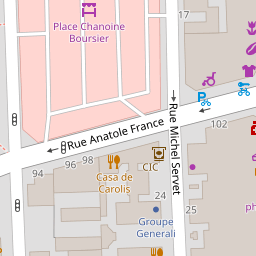 Place Chanoine
Boursier
17
Rue Anatole France
102
Rue Michel Servet
96
98
94
CIC
Casa de
Carolis
24
Groupe
Generali
ph